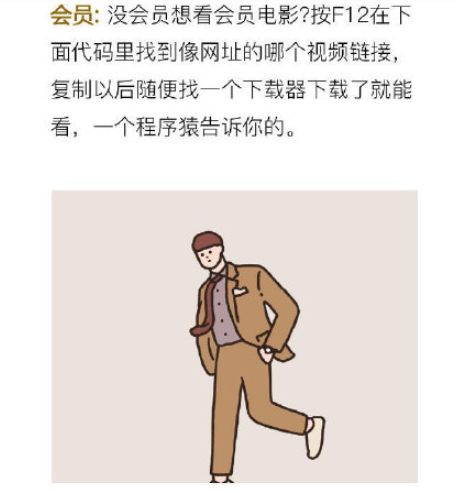 会员: 没会员想看会员电影?按F12在下
面代码里找到像网址的哪个视频链接，
复制以后随便找一个下载器下载了就能
看，一个程序猿告诉你的。